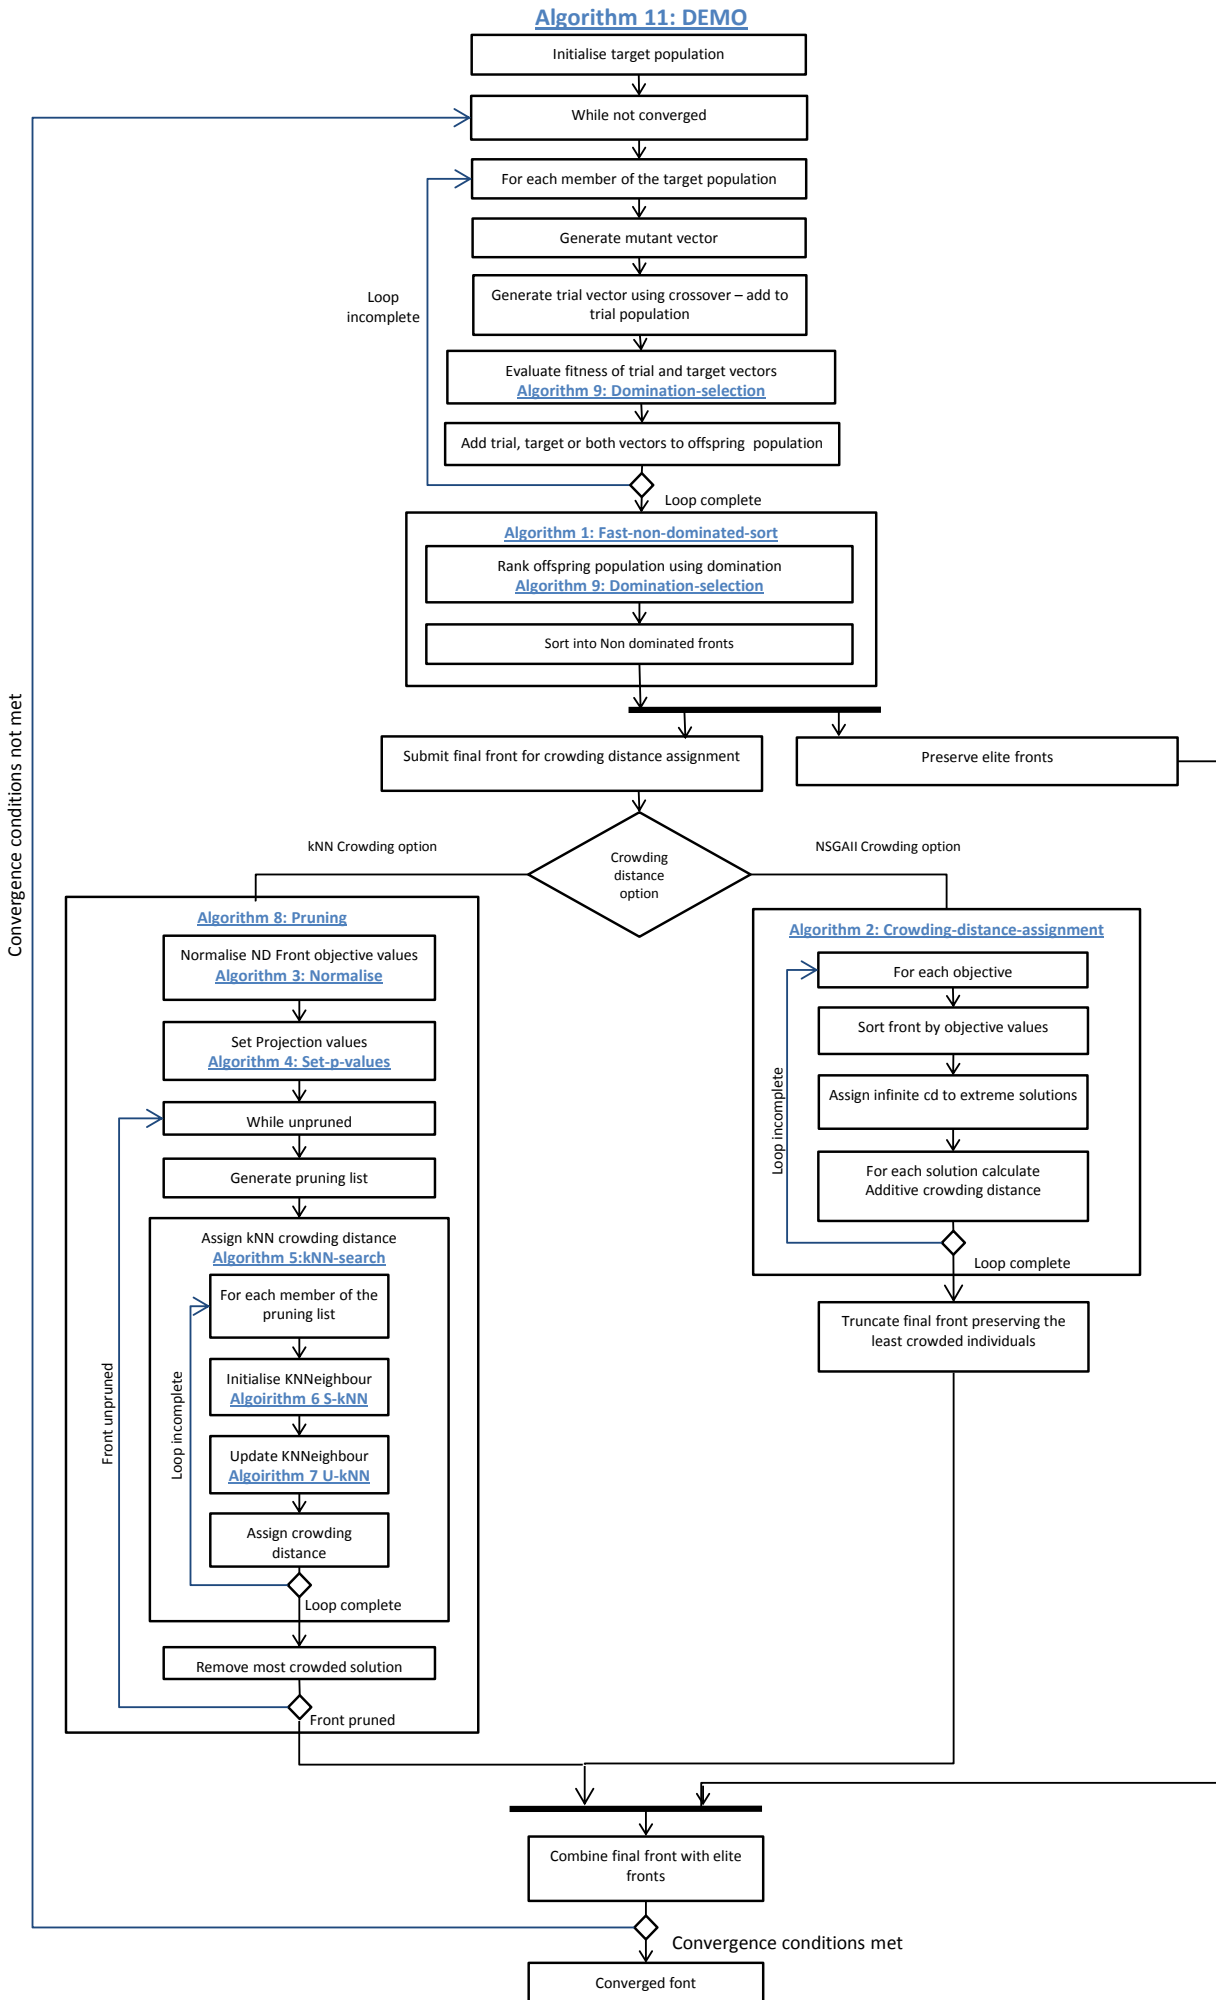 Algorithm 11: DEMO
Initialise target population
While not converged
For each member of the target population
Generate mutant vector
Generate trial vector using crossover – add to
trial population
Loop
incomplete
Evaluate fitness of trial and target vectors
Algorithm 9: Domination-selection
Add trial, target or both vectors to offspring population
Loop complete
Algorithm 1: Fast-non-dominated-sort
Rank offspring population using domination
Algorithm 9: Domination-selection
Sort into Non dominated fronts
Convergence conditions not met
Submit final front for crowding distance assignment
Preserve elite fronts
kNN Crowding option
Crowding
distance
option
NSGAII Crowding option
Algorithm 8: Pruning
Normalise ND Front objective values
Algorithm 3: Normalise
Set Projection values
Algorithm 4: Set-p-values
While unpruned
Generate pruning list
Assign kNN crowding distance
Algorithm 5:kNN-search
For each member of the
pruning list
Initialise KNNeighbour
Algoirithm 6 S-kNN
Update KNNeighbour
Algoirithm 7 U-kNN
Assign crowding
distance
Loop incomplete
Loop complete
Front unpruned
Remove most crowded solution
Front pruned
Algorithm 2: Crowding-distance-assignment
For each objective
Sort front by objective values
Assign infinite cd to extreme solutions
For each solution calculate
Additive crowding distance
Loop incomplete
Loop complete
Truncate final front preserving the
least crowded individuals
Combine final front with elite
fronts
Convergence conditions met
Converged font